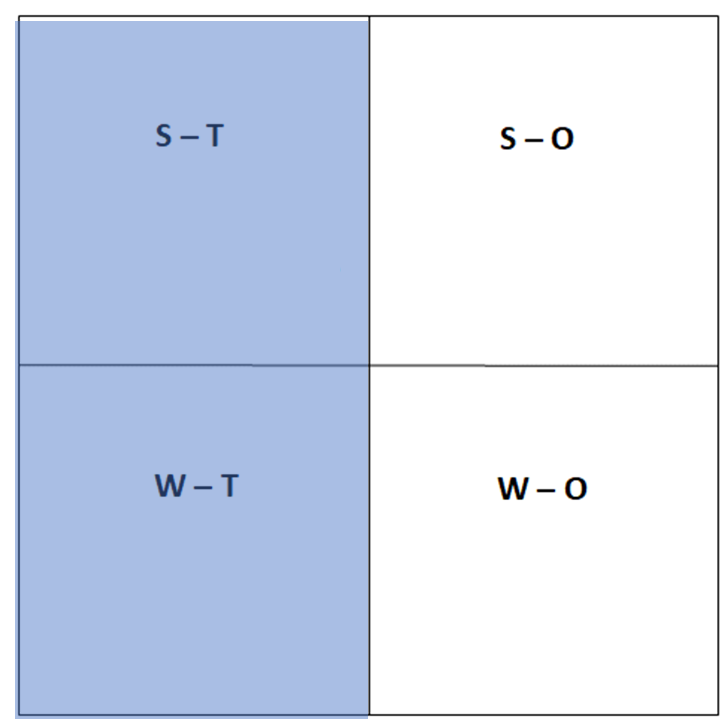 S – T
S – O
W – T
W – O